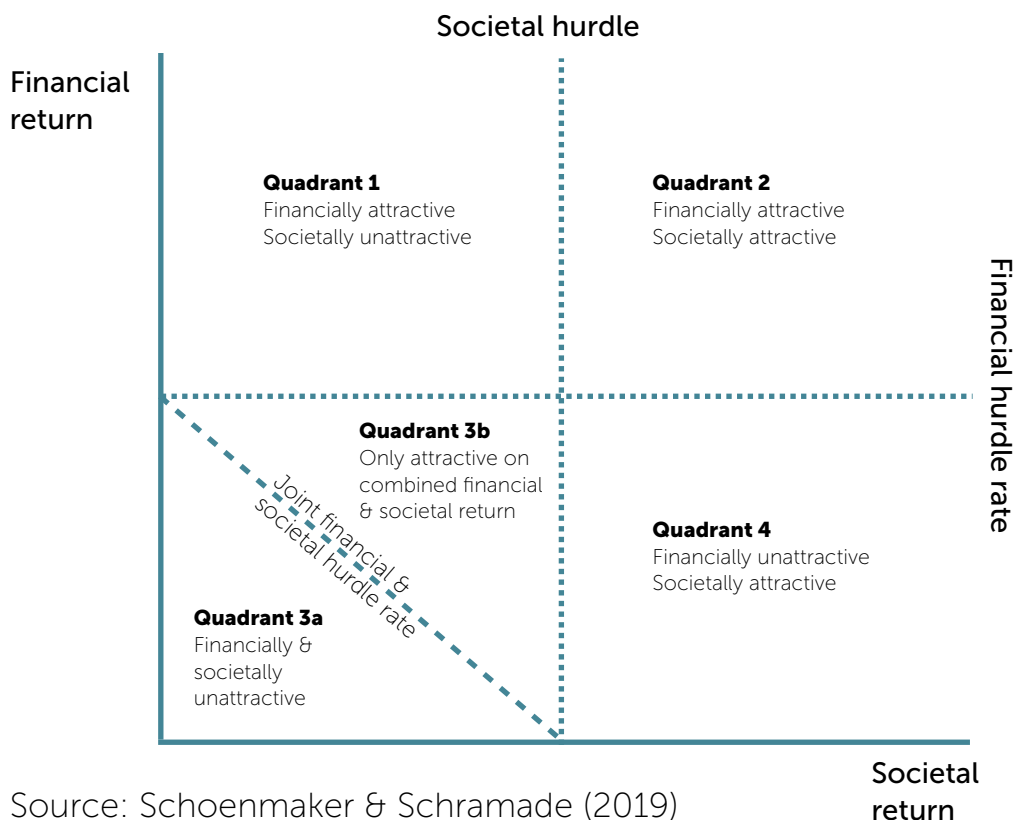 Societal hurdle
Financial
return
Quadrant 1
Financially attractive
Societally unattractive
Quadrant 2
Financially attractive
Societally attractive
Financial hurdle rate
Quadrant 3b
Only attractive on
combined financial
& societal return
Joint financial &
societal hurdle rate
Quadrant 4
Financially unattractive
Societally attractive
Quadrant 3a
Financially &
societally
unattractive
Societal
return
Source: Schoenmaker & Schramade (2019)